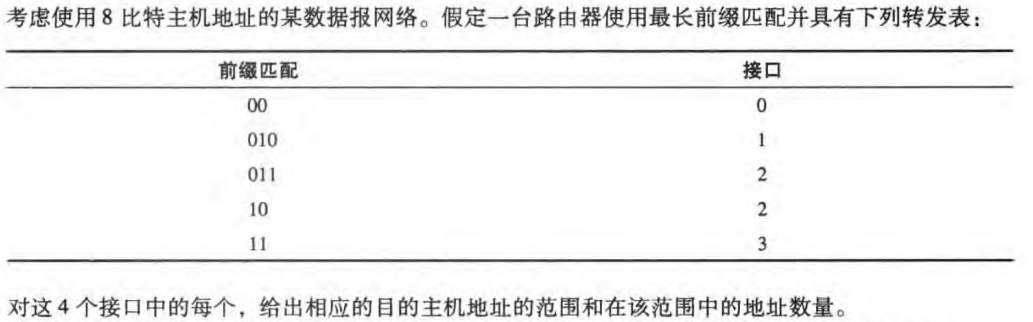 考虑使用8比特主机地址的某数据报网络。假定一台路由器使用最长前缀匹配并具有下列转发表：
前缀匹配 接口
00 0
010 1
011 2
10 2
11 3
对这4个接口中的每个，给出相应的目的主机地址的范围和在该范围中的地址数量。